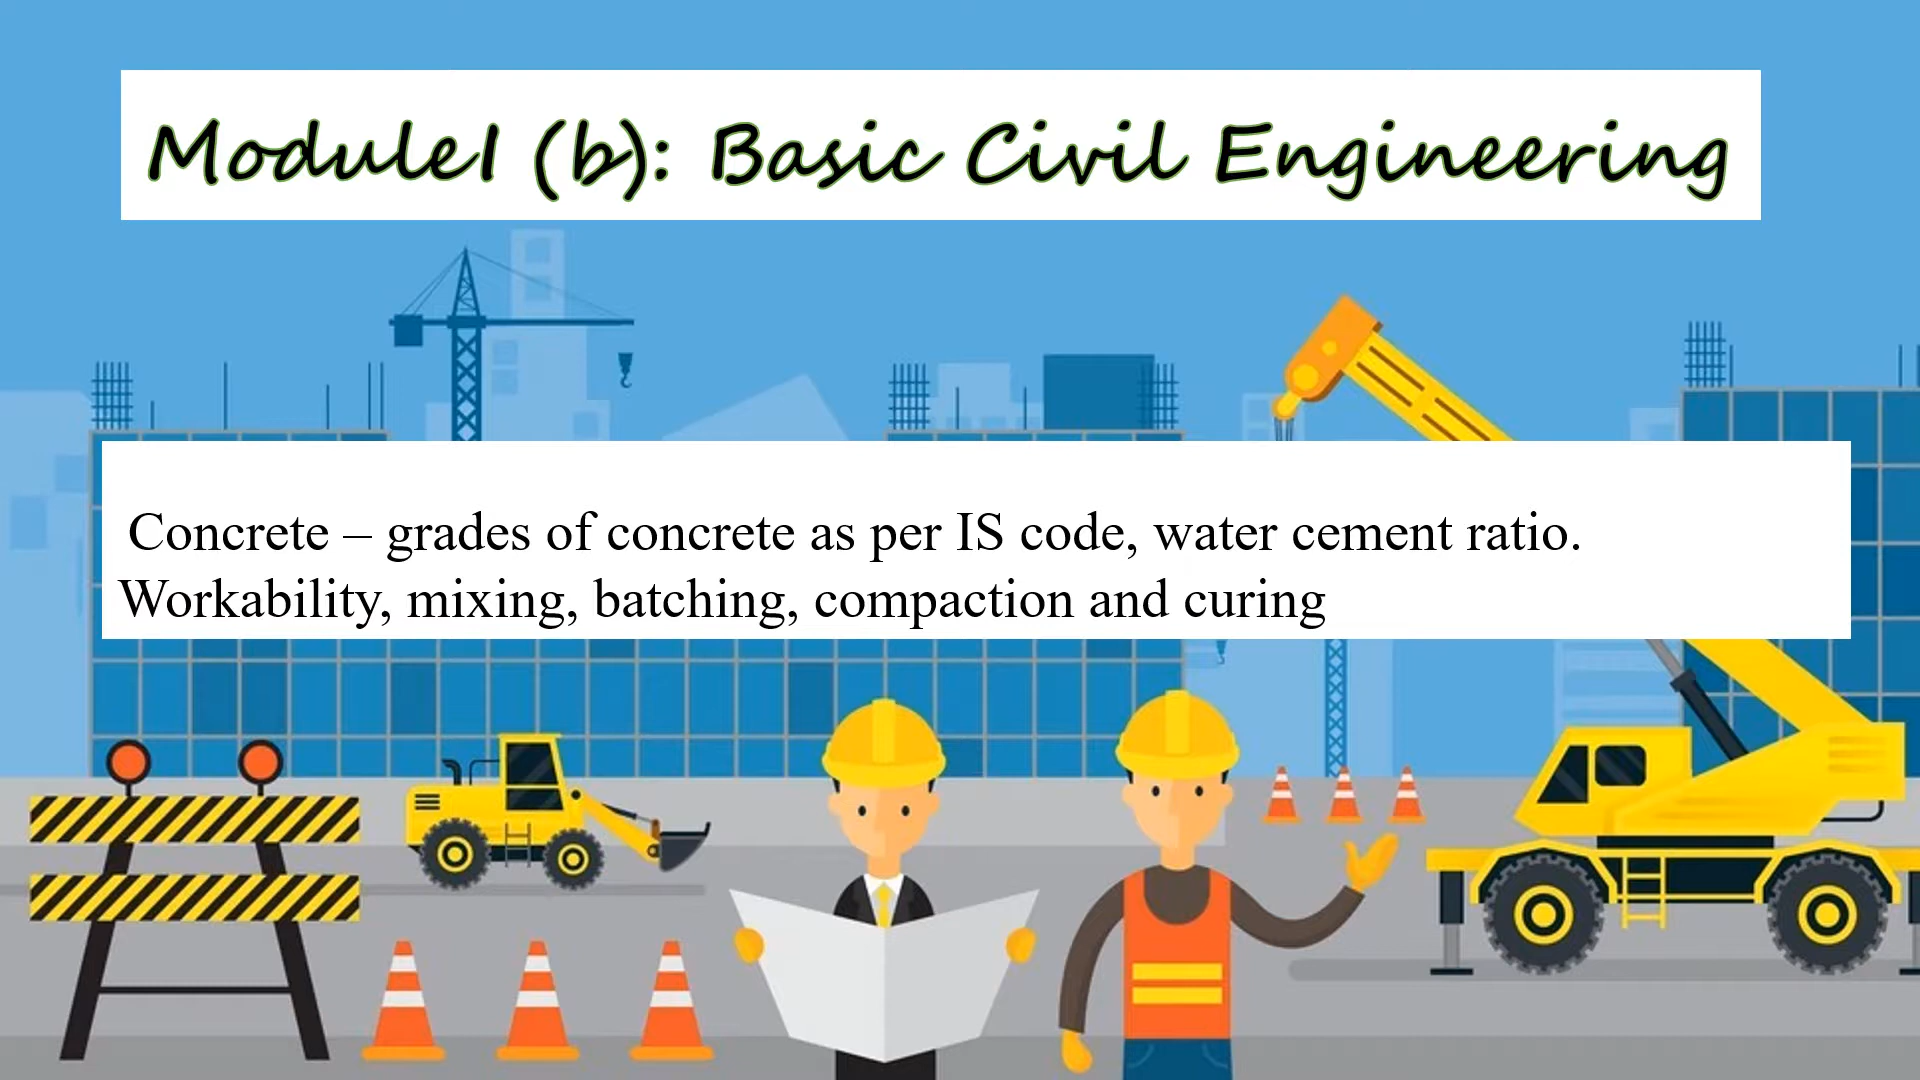 ModuleI (b): Basic Civil Engineering
Concrete – grades of concrete as per IS code, water cement ratio.
Workability, mixing, batching, compaction and curing